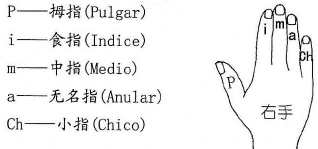 P——拇指(Pulgar)
i——食指(Indice)
m——中指(Medio)
a——无名指(Anular)
Ch——小指(Chico)
i m a Ch
P
右手